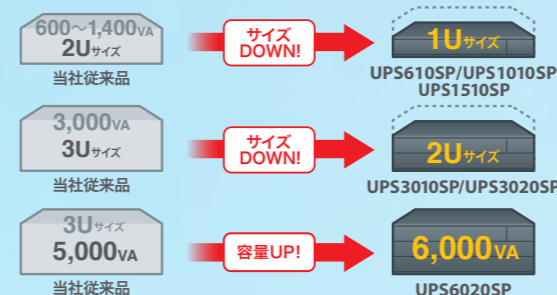 600～1,400VA
2Uサイズ
当社従来品
サイズ
DOWN!
1Uサイズ
UPS610SP/UPS1010SP
UPS1510SP
3,000VA
3Uサイズ
当社従来品
サイズ
DOWN!
2Uサイズ
UPS3010SP/UPS3020SP
3Uサイズ
5,000VA
当社従来品
容量UP!
6,000VA
UPS6020SP